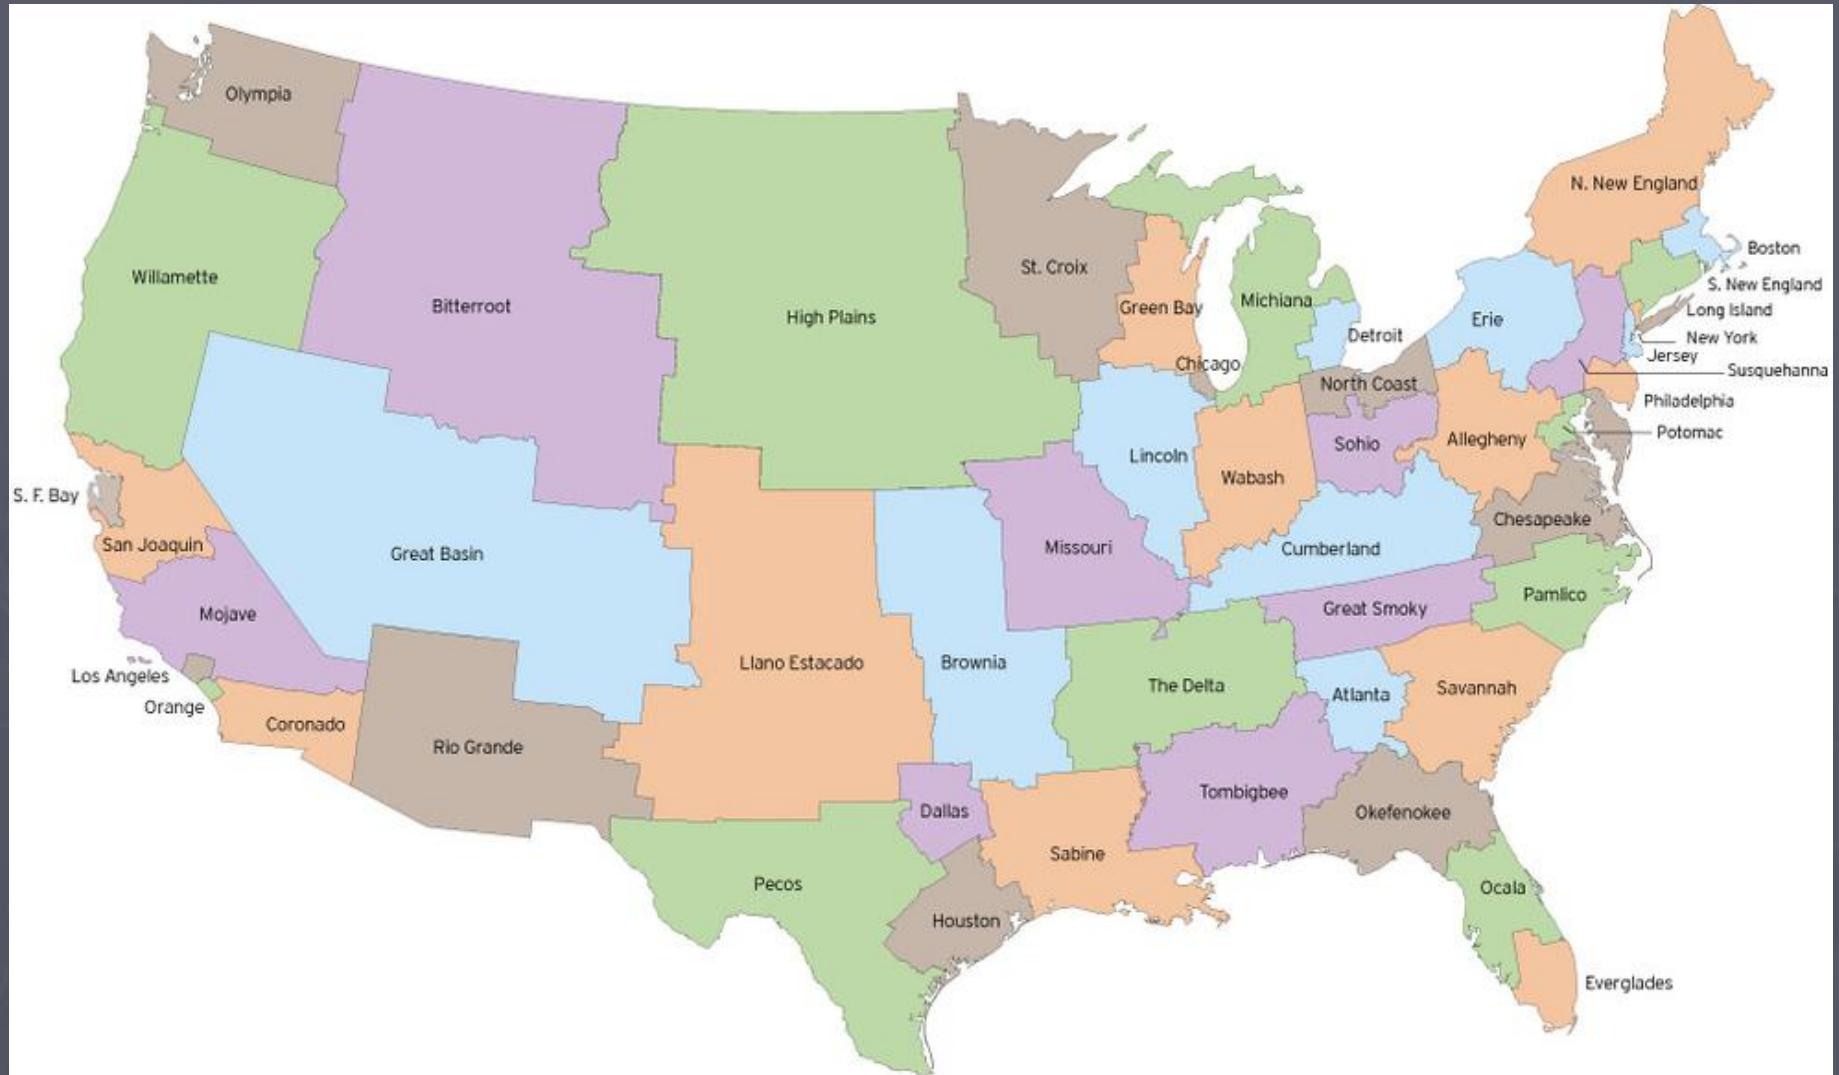 Olympia
N. New England
Boston
St. Croix
Willamette
S. New England
Michiana
Bitterroot
Green Bay
Long Island
High Plains
Erie
Detroit
New York
Jersey
Chicago
Susquehanna
North Coast
Philadelphia
Potomac
Allegheny
Sohio
Lincoln
Wabash
S. F. Bay
Chesapeake
San Joaquin
Missouri
Cumberland
Great Basin
Pamlico
Great Smoky
Mojave
Llano Estacado
Brownia
Los Angeles
The Delta
Savannah
Atlanta
Orange
Coronado
Rio Grande
Tombigbee
Dallas
Okefenokee
Sabine
Pecos
Ocala
Houston
Everglades